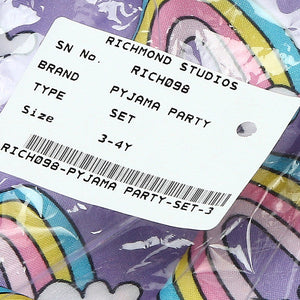 RICHMOND STUDIOS
SN No. RICH098
BRAND PYJAMA PARTY
TYPE SET
Size 3-4Y
RICH098-PYJAMA PARTY-SET-3